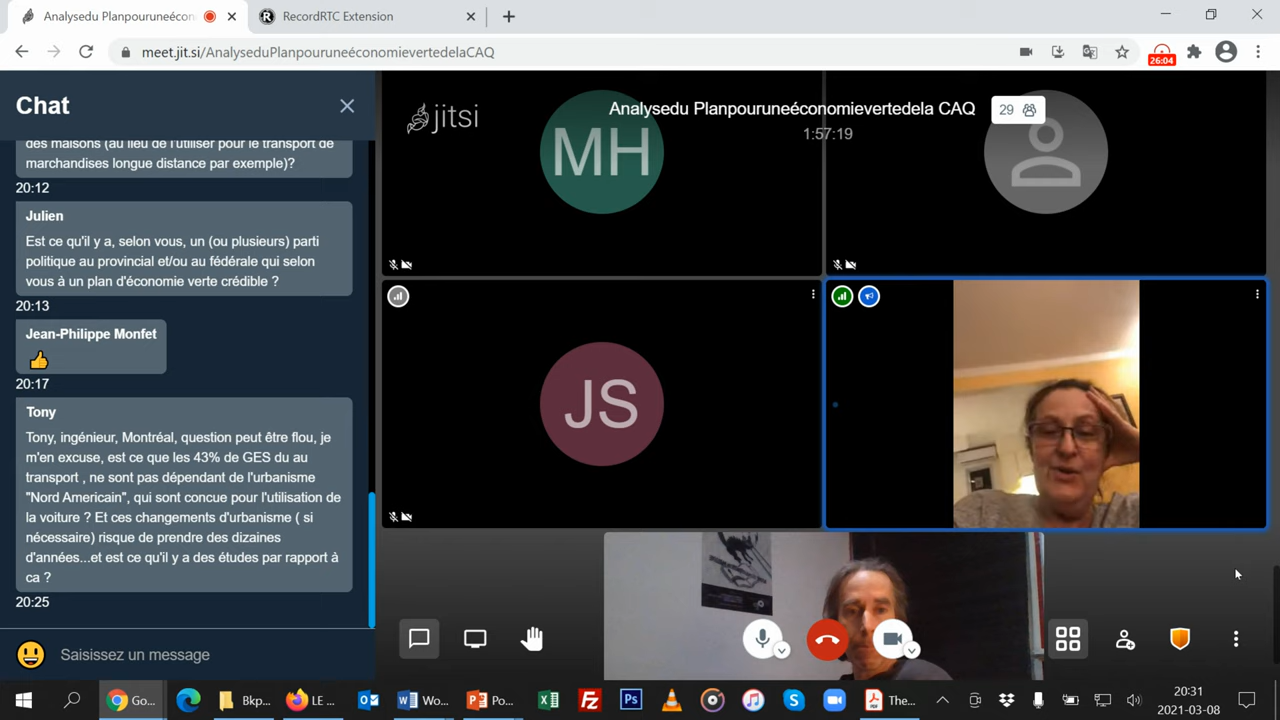 Analysedu Planpouruneécon
RecordRTC Extension
meet.jit.si/AnalyseduPlanpouruneéconomievertedelaCAQ
26:04
Chat
des maisons (au lieu de l'utiliser pour le transport de
marchandises longue distance par exemple)?
20:12
Julien
Est ce qu'il y a, selon vous, un (ou plusieurs) parti
politique au provincial et/ou au fédérale qui selon
vous à un plan d'économie verte crédible ?
20:13
Jean-Philippe Monfet
👍
20:17
Tony
Tony, ingénieur, Montréal, question peut être flou, je
m'en excuse, est ce que les 43% de GES du au
transport , ne sont pas dépendant de l'urbanisme
"Nord Americain", qui sont concue pour l'utilisation de
la voiture ? Et ces changements d'urbanisme ( si
nécessaire) risque de prendre des dizaines
d'années...et est ce qu'il y a des études par rapport à
ca ?
20:25
Saisissez un message
jitsi
Analysedu Planpouruneéconomievertedela CAQ
29
1:57:19
MH
JS
Go...
Bkp...
LE ...
Wo...
Po...
The...
20:31
2021-03-08